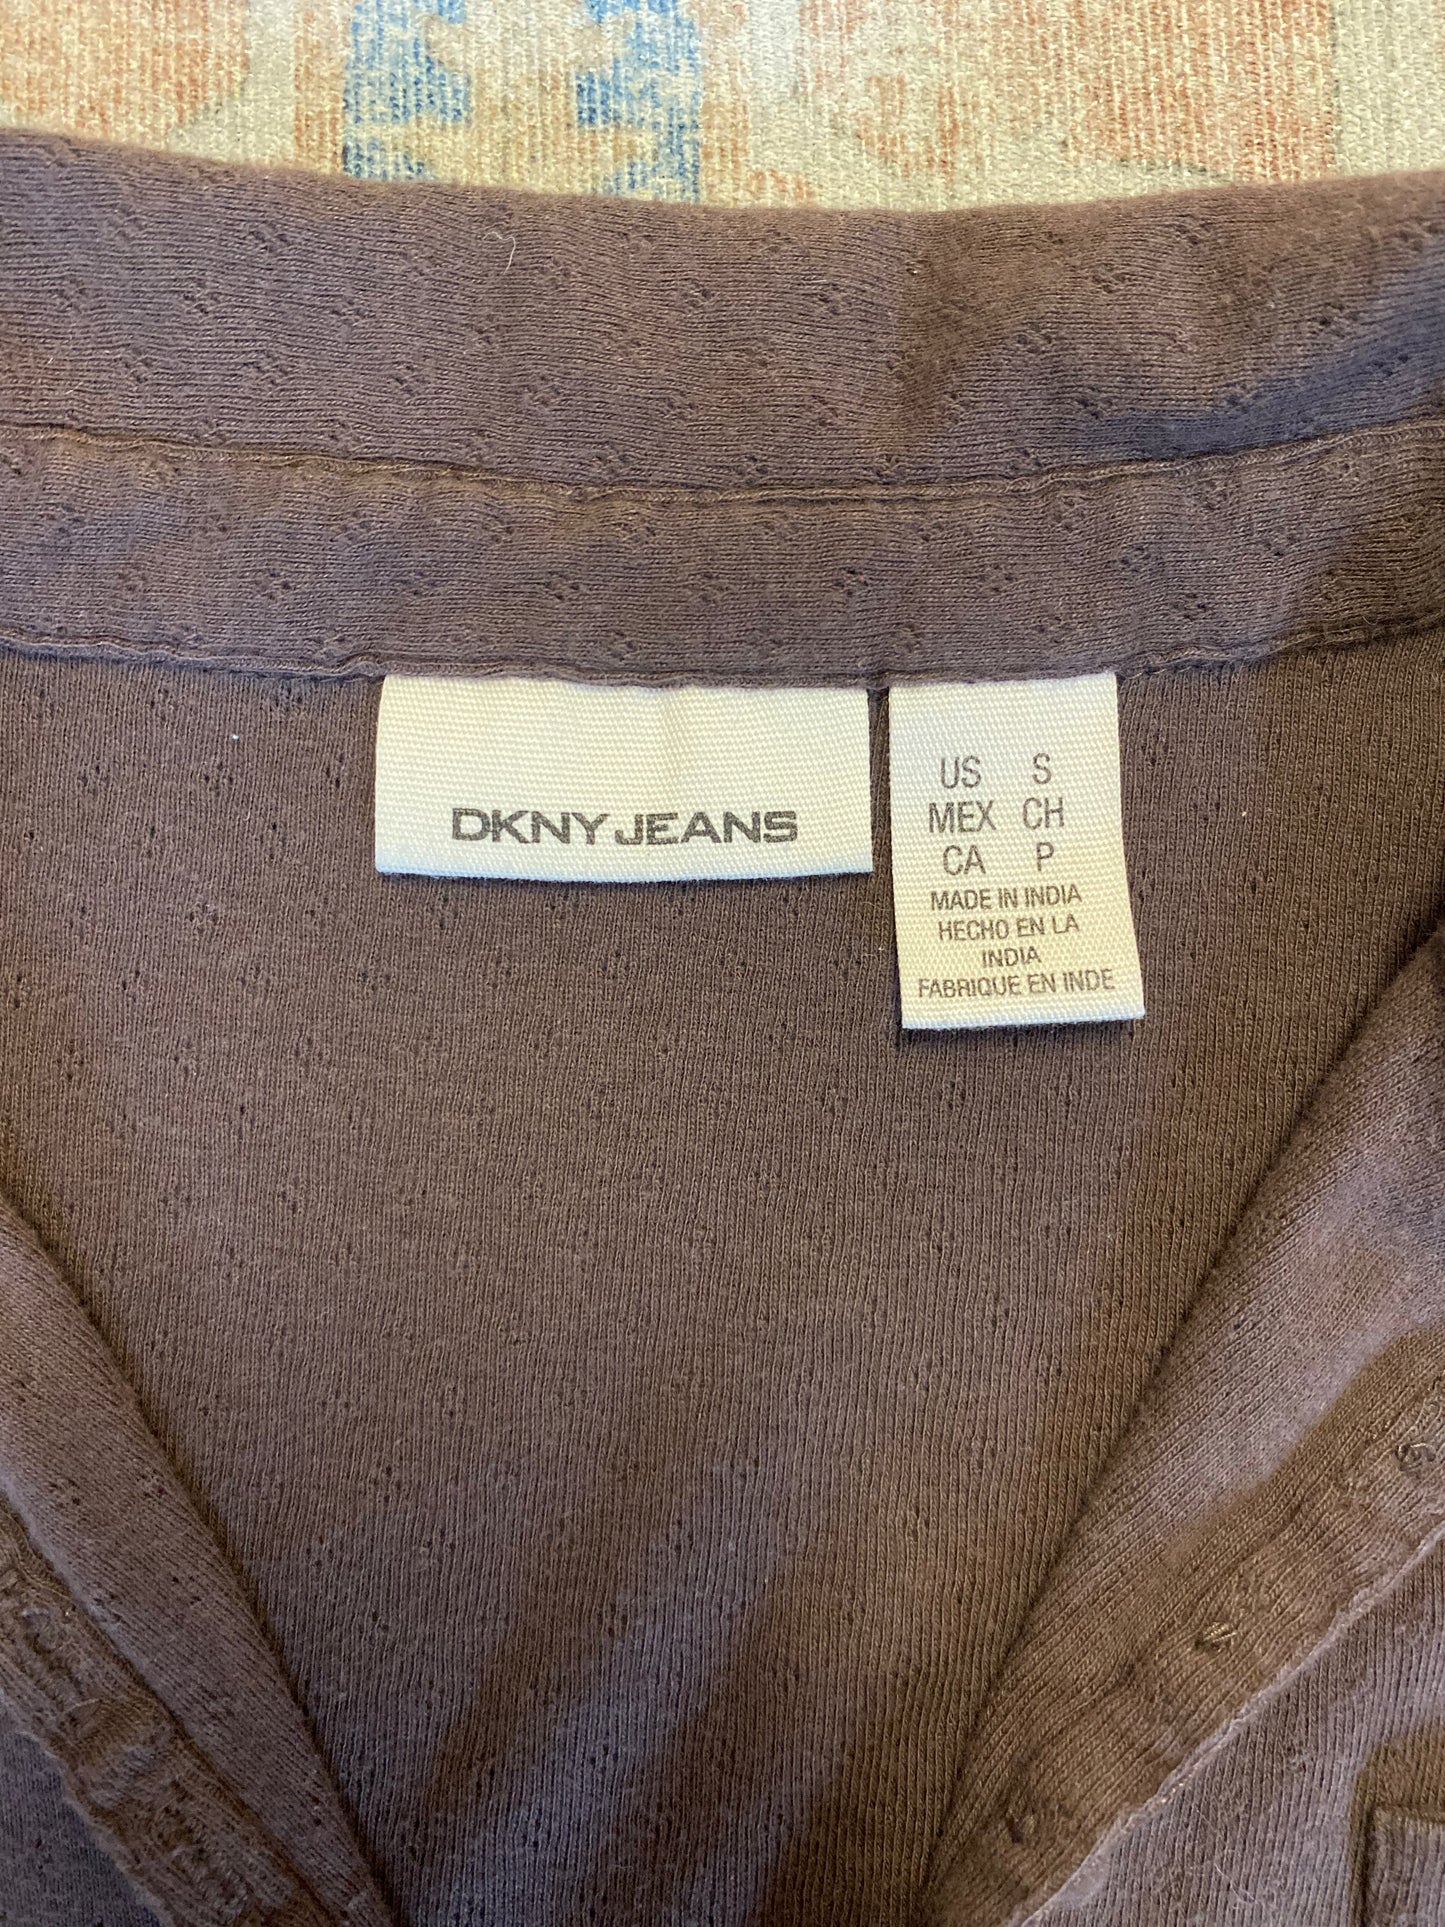 DKNY JEANS
US S
MEX CH
CA P
MADE IN INDIA
HECHO EN LA
INDIA
FABRIQUE EN INDE